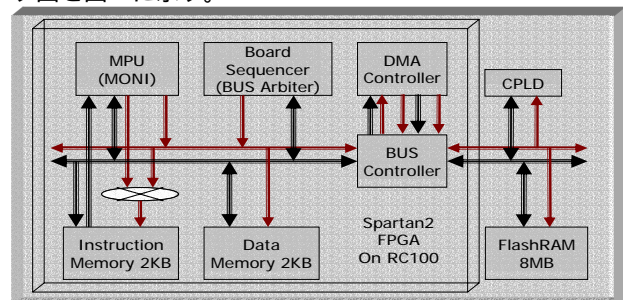 MPU
(MONI)
Board
Sequencer
(BUS Arbiter)
DMA
Controller
CPLD
BUS
Controller
Instruction
Memory 2KB
Data
Memory 2KB
Spartan2
FPGA
On RC100
FlashRAM
8MB